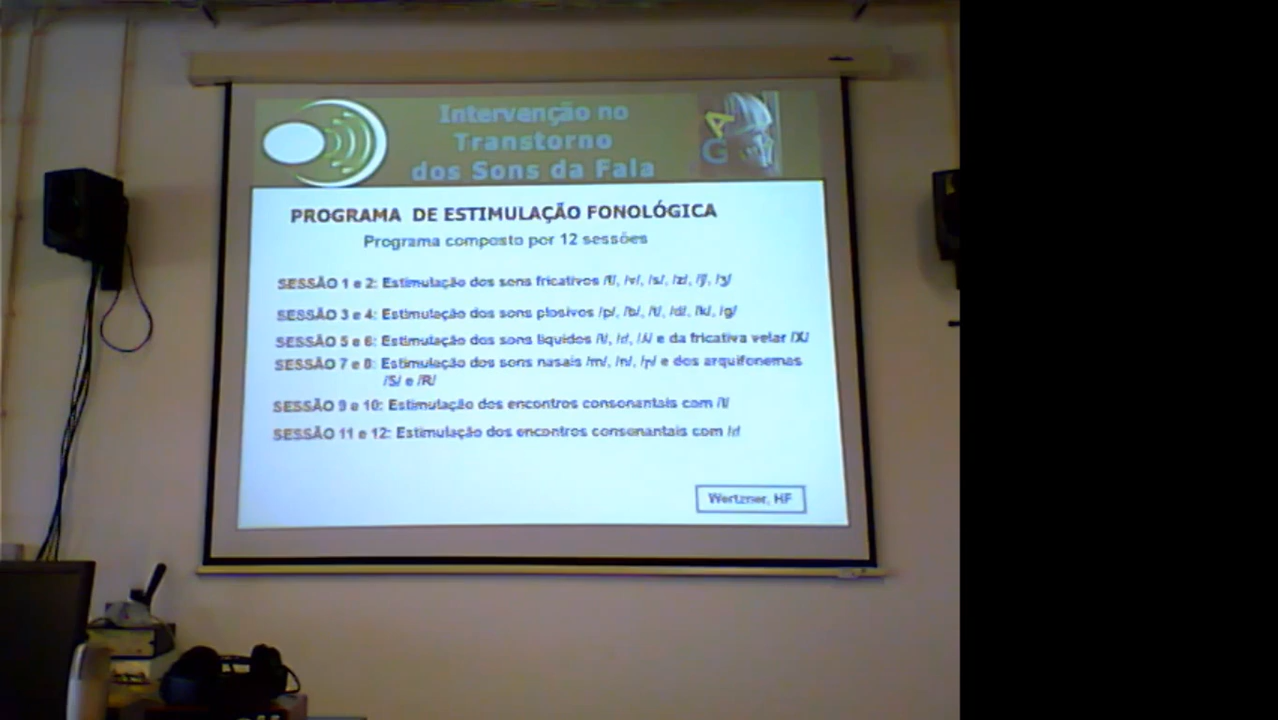 Intervenção no
Transtorno
dos Sons da Fala
A
G
PROGRAMA DE ESTIMULAÇÃO FONOLÓGICA
Programa composto por 12 sessões
SESSÃO 1 e 2: Estimulação dos sons fricativos /f/, /v/, /s/, /z/, /ʃ/, /ʒ/
SESSÃO 3 e 4: Estimulação dos sons plosivos /p/, /b/, /t/, /d/, /k/, /g/
SESSÃO 5 e 6: Estimulação dos sons líquidos /l/, /ɾ/, /ʎ/ e da fricativa velar /X/
SESSÃO 7 e 8: Estimulação dos sons nasais /m/, /n/, /ɲ/ e dos arquifonemas
/S/ e /R/
SESSÃO 9 e 10: Estimulação dos encontros consonantais com /l/
SESSÃO 11 e 12: Estimulação dos encontros consonantais com /ɾ/
Wertzner, HF